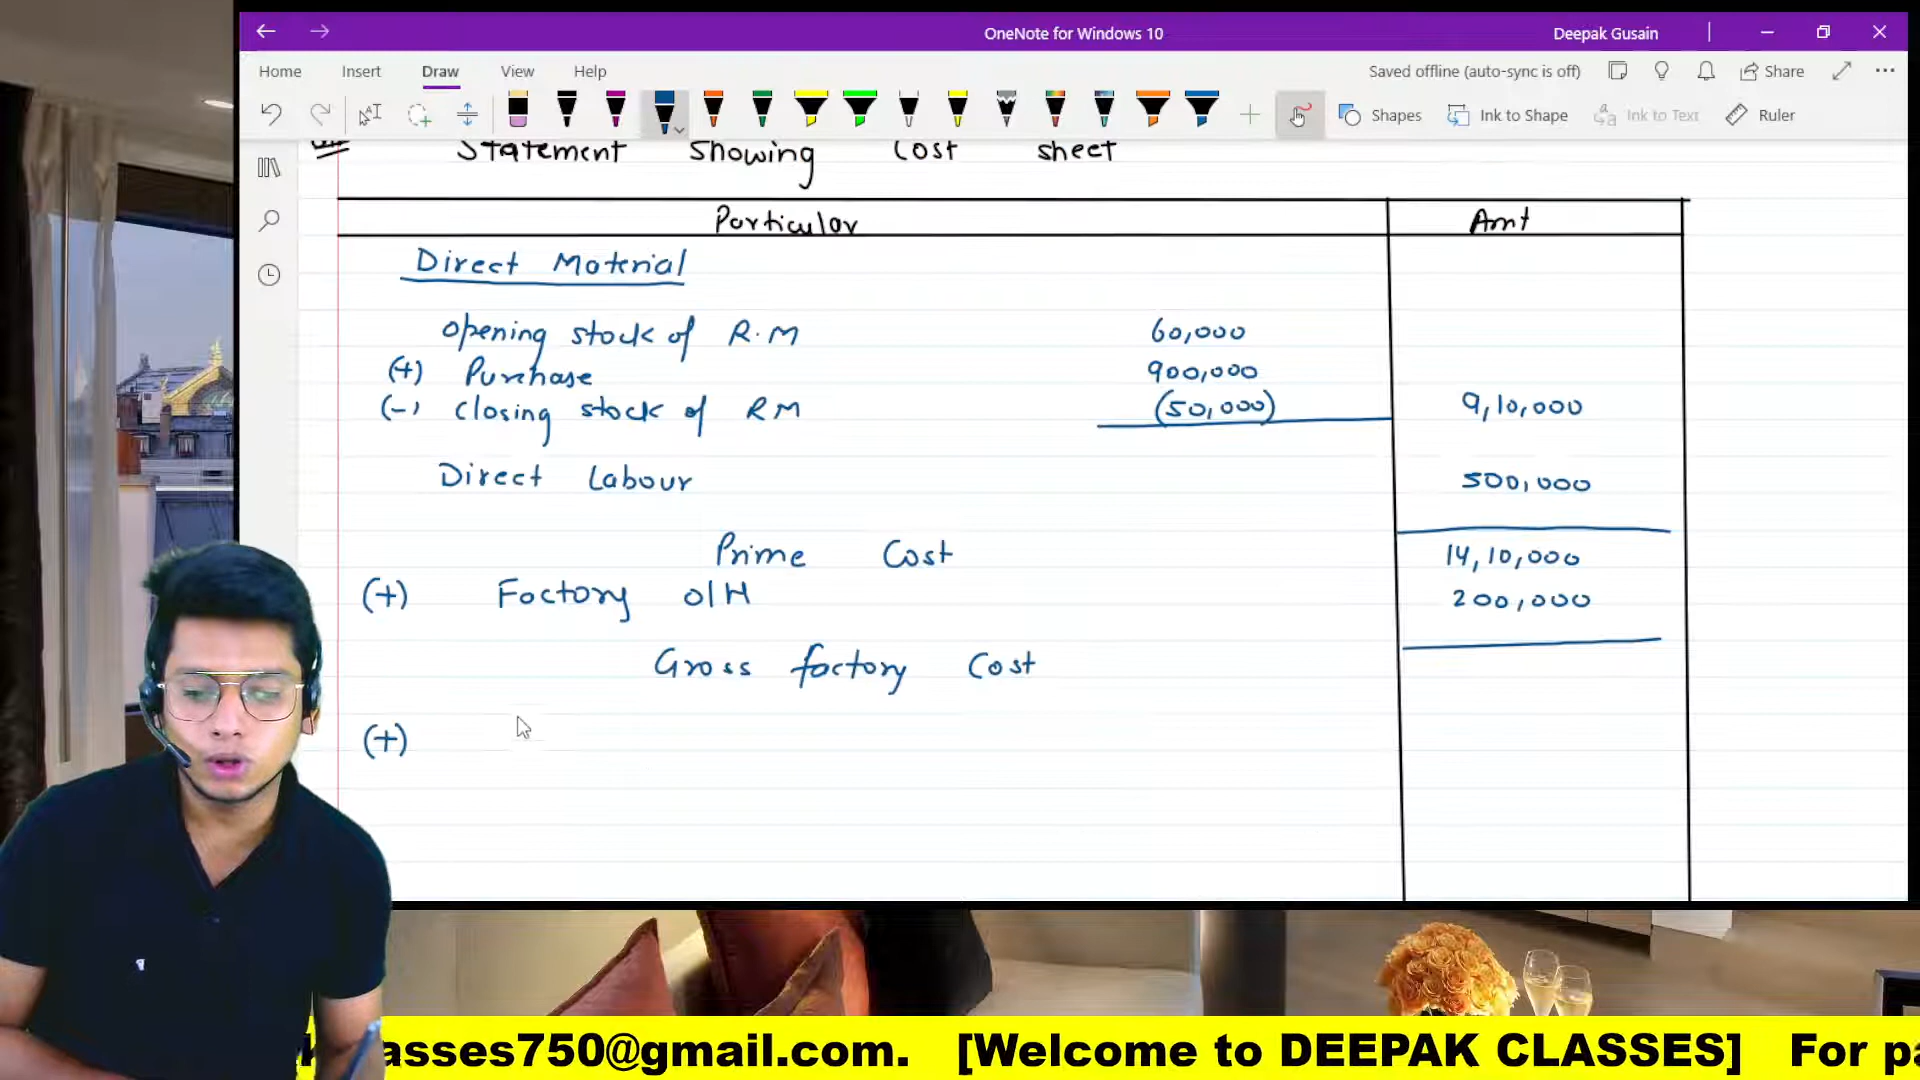 OneNote for Windows 10
Deepak Gusain
Home Insert Draw View Help
Saved offline (auto-sync is off) Share
Shapes Ink to Shape Ink to Text Ruler
Statement Showing Cost sheet
Particular Amt
Direct Material
opening stock of R.M 60,000
(+) Purchase 900,000
(-) closing stock of RM (50,000) 9,10,000
Direct Labour 500,000
Prime Cost 14,10,000
(+) Factory o/H 200,000
Gross factory Cost
(+)
asses750@gmail.com. [Welcome to DEEPAK CLASSES] For pa